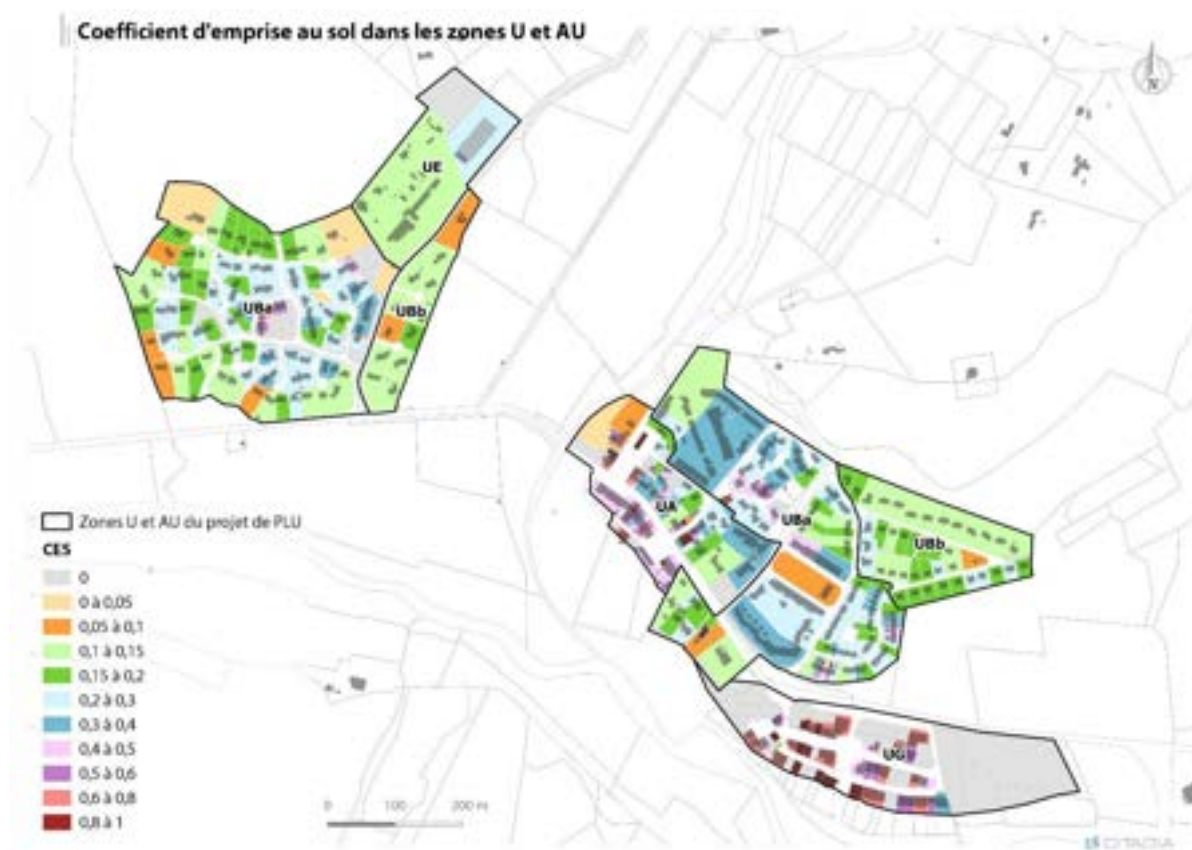 Coefficient d'emprise au sol dans les zones U et AU
N
UE
UBa
UBb
UA
UBa
UBb
UG
Zones U et AU du projet de PLU
CES
0
0 à 0,05
0,05 à 0,1
0,1 à 0,15
0,15 à 0,2
0,2 à 0,3
0,3 à 0,4
0,4 à 0,5
0,5 à 0,6
0,6 à 0,8
0,8 à 1
0 100 200 m
CITADIA